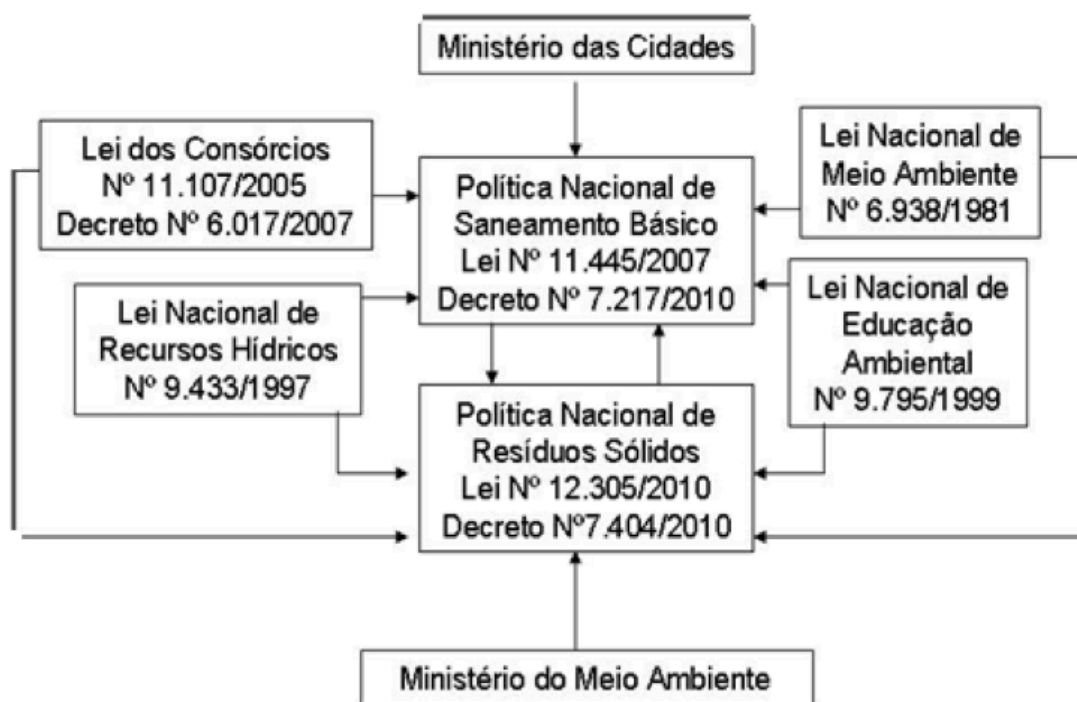 Ministério das Cidades
Lei dos Consórcios
Nº 11.107/2005
Decreto Nº 6.017/2007
Política Nacional de
Saneamento Básico
Lei Nº 11.445/2007
Decreto Nº 7.217/2010
Lei Nacional de
Meio Ambiente
Nº 6.938/1981
Lei Nacional de
Recursos Hídricos
Nº 9.433/1997
Lei Nacional de
Educação
Ambiental
Nº 9.795/1999
Política Nacional de
Resíduos Sólidos
Lei Nº 12.305/2010
Decreto Nº7.404/2010
Ministério do Meio Ambiente